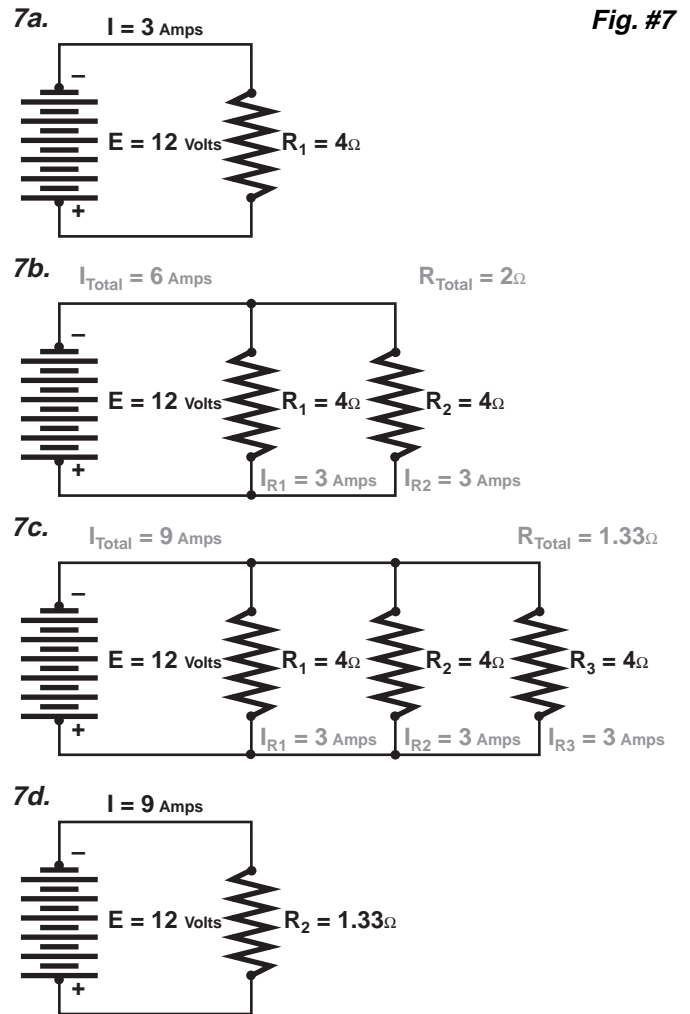 7a. I = 3 Amps Fig. #7
–
E = 12 Volts R1 = 4Ω
+
7b. ITotal = 6 Amps RTotal = 2Ω
–
E = 12 Volts R1 = 4Ω R2 = 4Ω
+ IR1 = 3 Amps IR2 = 3 Amps
7c. ITotal = 9 Amps RTotal = 1.33Ω
–
E = 12 Volts R1 = 4Ω R2 = 4Ω R3 = 4Ω
+ IR1 = 3 Amps IR2 = 3 Amps IR3 = 3 Amps
7d. I = 9 Amps
–
E = 12 Volts R2 = 1.33Ω
+